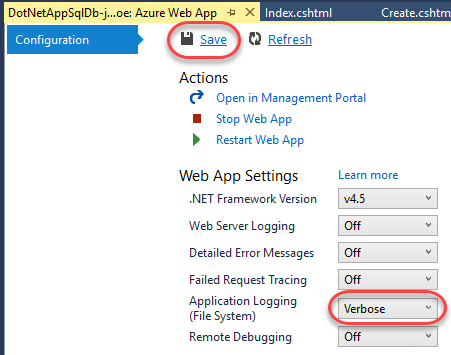 DotNetAppSqlDb-j...oe: Azure Web App
Index.cshtml
Create.cshtm
Configuration
Save
Refresh
Actions
Open in Management Portal
Stop Web App
Restart Web App
Web App Settings
Learn more
.NET Framework Version
v4.5
Web Server Logging
Off
Detailed Error Messages
Off
Failed Request Tracing
Off
Application Logging
(File System)
Verbose
Remote Debugging
Off